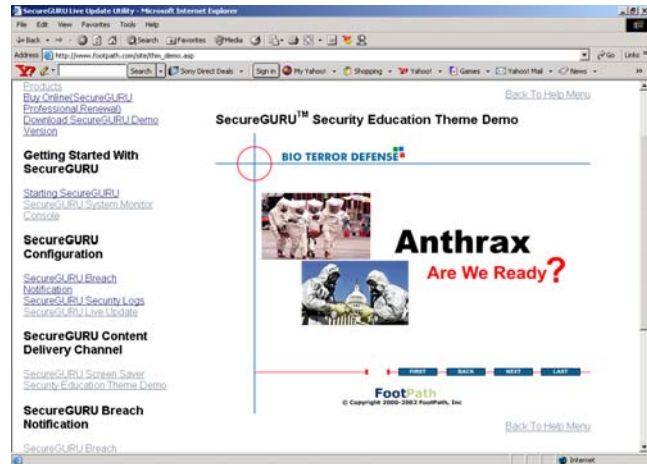 SecureGURU Live Update Utility - Microsoft Internet Explorer
File Edit View Favorites Tools Help
Back Search Favorites Media
Address http://www.footpath.com/site/thm_demo.asp Go Links
Search Sony Direct Deals Sign in My Yahoo! Shopping Yahoo! Games Yahoo! Mail News
Products
Buy Online(SecureGURU
Professional,Renewal)
Download SecureGURU Demo
Version
Getting Started With
SecureGURU
Starting SecureGURU
SecureGURU System Monitor
Console
SecureGURU
Configuration
SecureGURU Breach
Notification
SecureGURU Security Logs
SecureGURU Live Update
SecureGURU Content
Delivery Channel
SecureGURU Screen Saver
Security Education Theme Demo
SecureGURU Breach
Notification
SecureGURU Breach
Back To Help Menu
SecureGURU™ Security Education Theme Demo
BIO TERROR DEFENSE
Anthrax
Are We Ready?
FIRST BACK NEXT LAST
FootPath
© Copyright 2000-2002 FootPath, Inc
Back To Help Menu
Internet